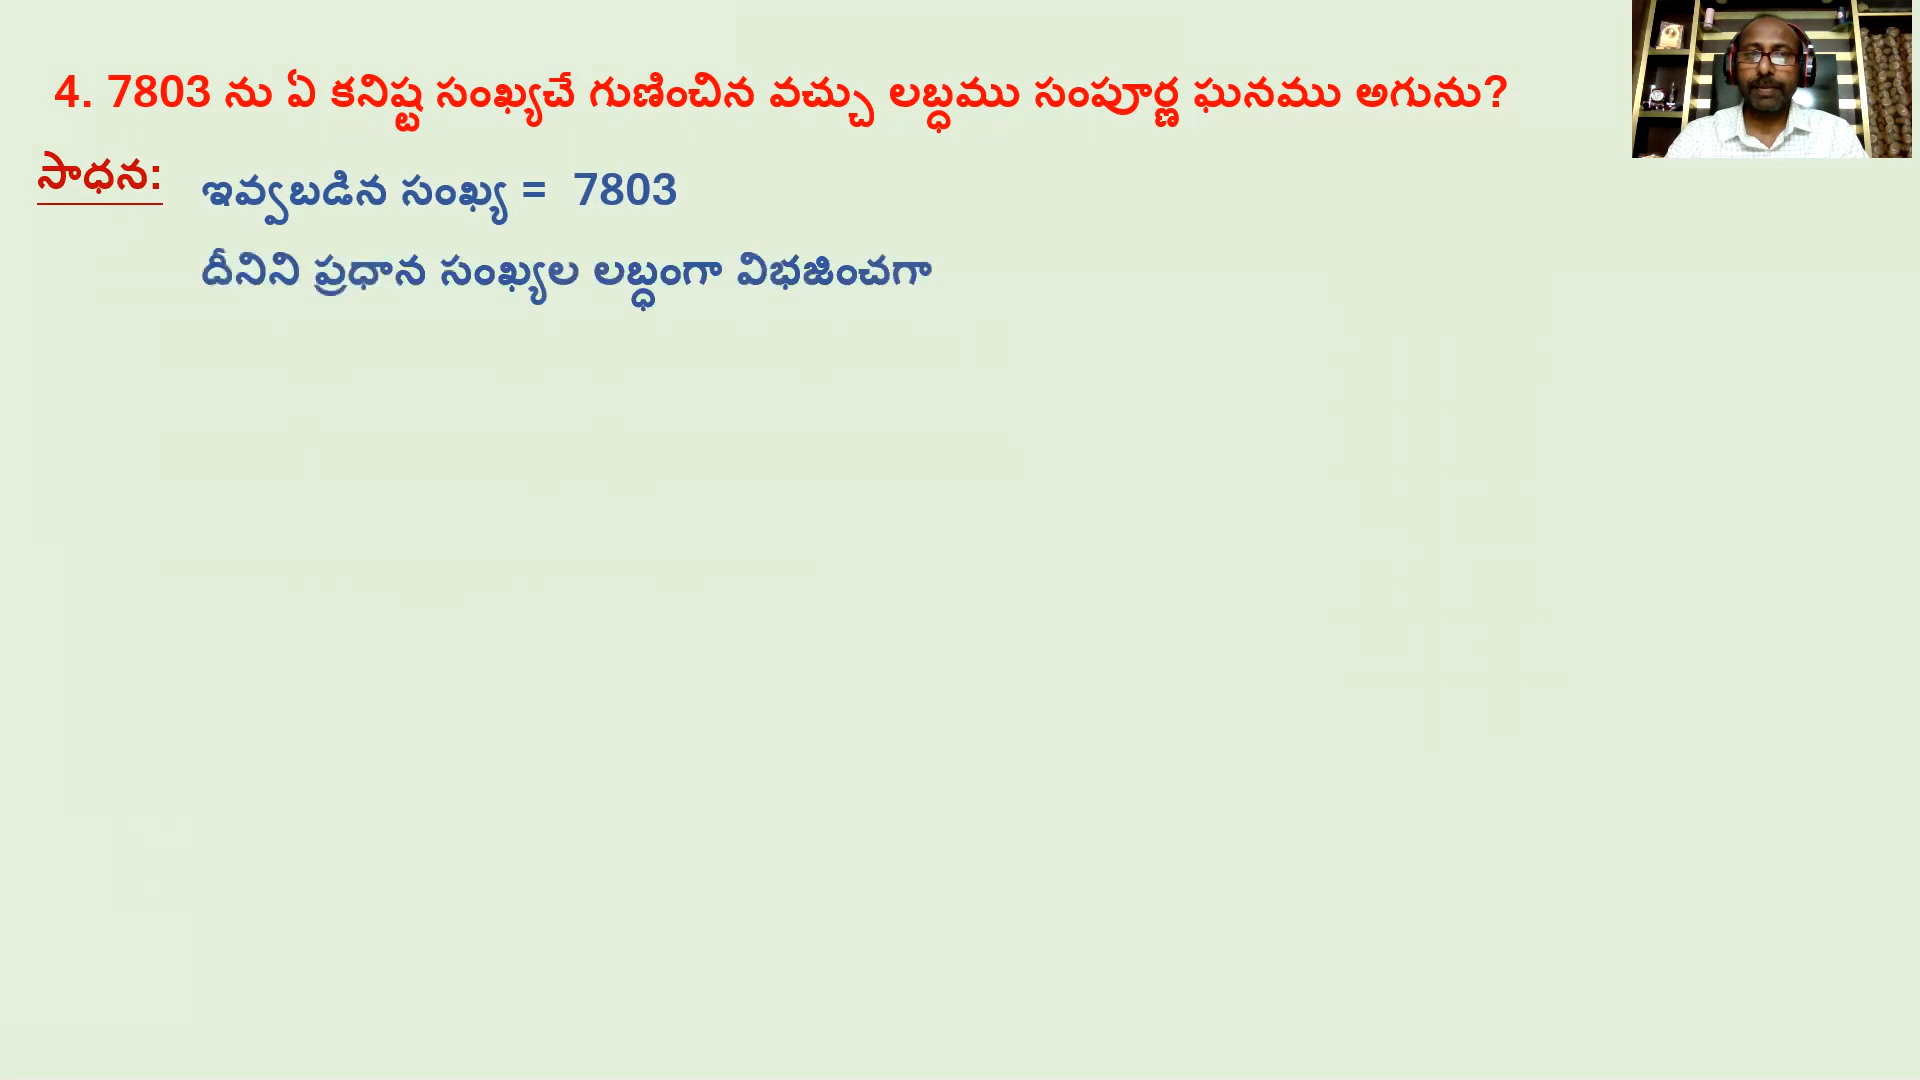 4. 7803 ను ఏ కనిష్ట సంఖ్యచే గుణించిన వచ్చు లబ్ధము సంపూర్ణ ఘనము అగును?
సాధన:
ఇవ్వబడిన సంఖ్య = 7803
దీనిని ప్రధాన సంఖ్యల లబ్ధంగా విభజించగా